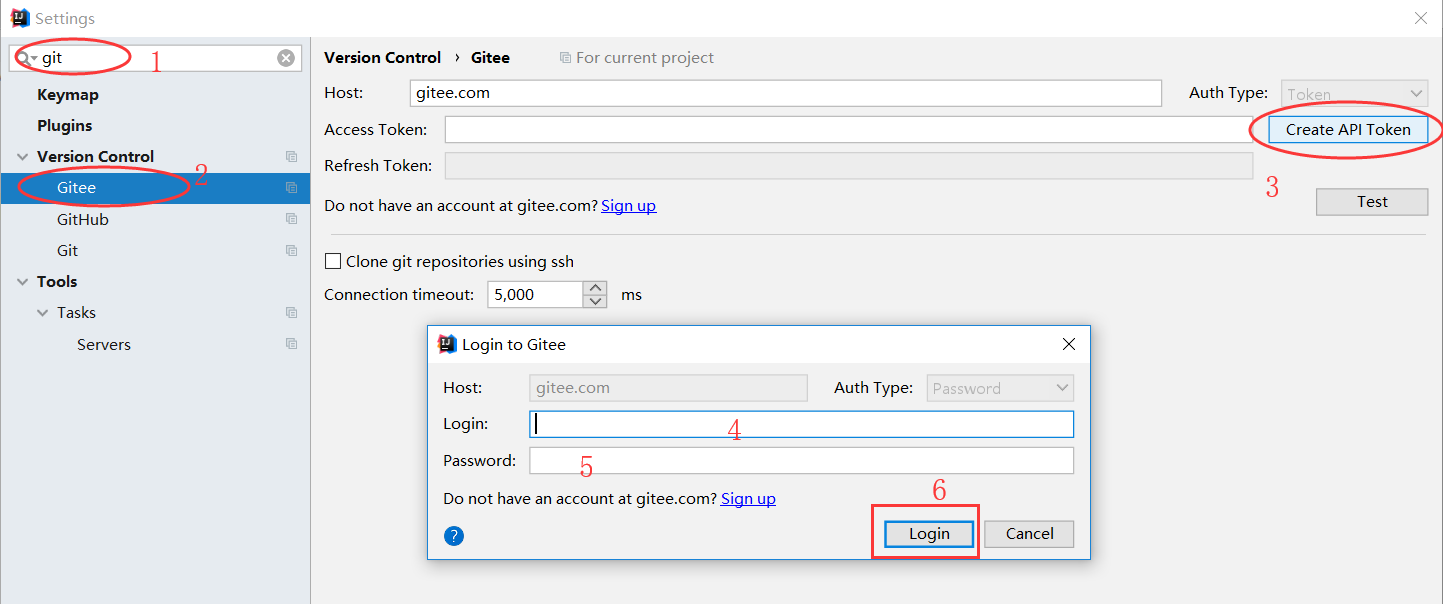 Settings
git 1
Keymap
Plugins
Version Control
Gitee 2
GitHub
Git
Tools
Tasks
Servers
Version Control › Gitee For current project
Host: gitee.com Auth Type: Token
Access Token: Create API Token
Refresh Token:
3
Do not have an account at gitee.com? Sign up Test
Clone git repositories using ssh
Connection timeout: 5,000 ms
Login to Gitee
Host: gitee.com Auth Type: Password
Login: 4
Password: 5
Do not have an account at gitee.com? Sign up
6
? Login Cancel